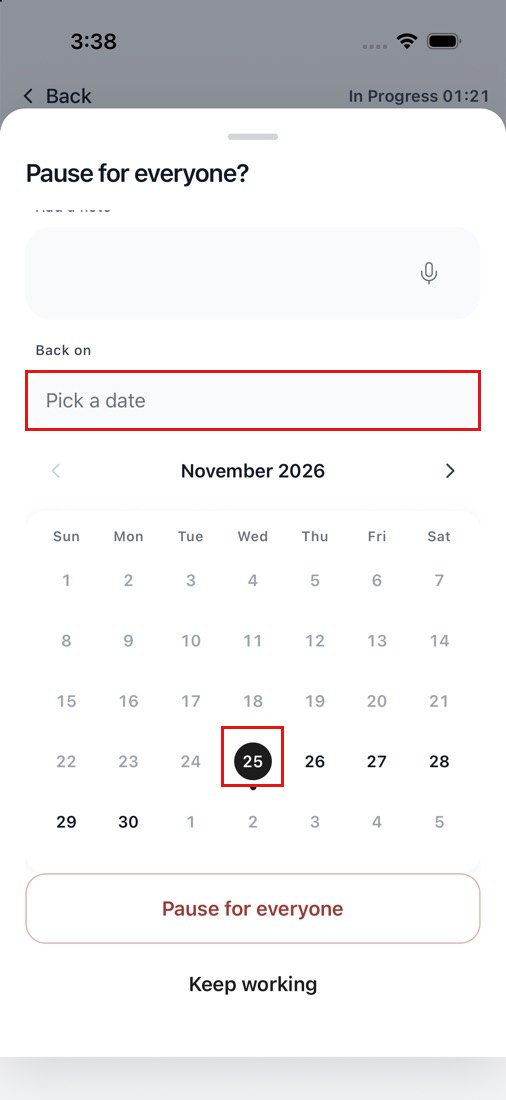 3:38
Back
In Progress 01:21
Pause for everyone?
Add a note
Back on
Pick a date
November 2026
Sun Mon Tue Wed Thu Fri Sat
1 2 3 4 5 6 7
8 9 10 11 12 13 14
15 16 17 18 19 20 21
22 23 24 25 26 27 28
29 30 1 2 3 4 5
Pause for everyone
Keep working